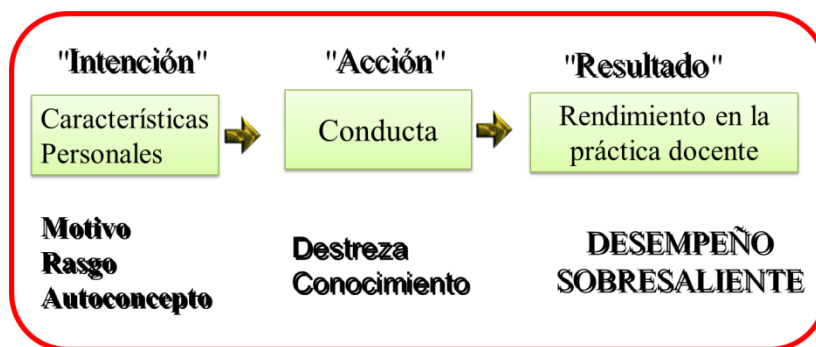 "Intención"
Características
Personales
Motivo
Rasgo
Autoconcepto
"Acción"
Conducta
Destreza
Conocimiento
"Resultado"
Rendimiento en la
práctica docente
DESEMPEÑO
SOBRESALIENTE